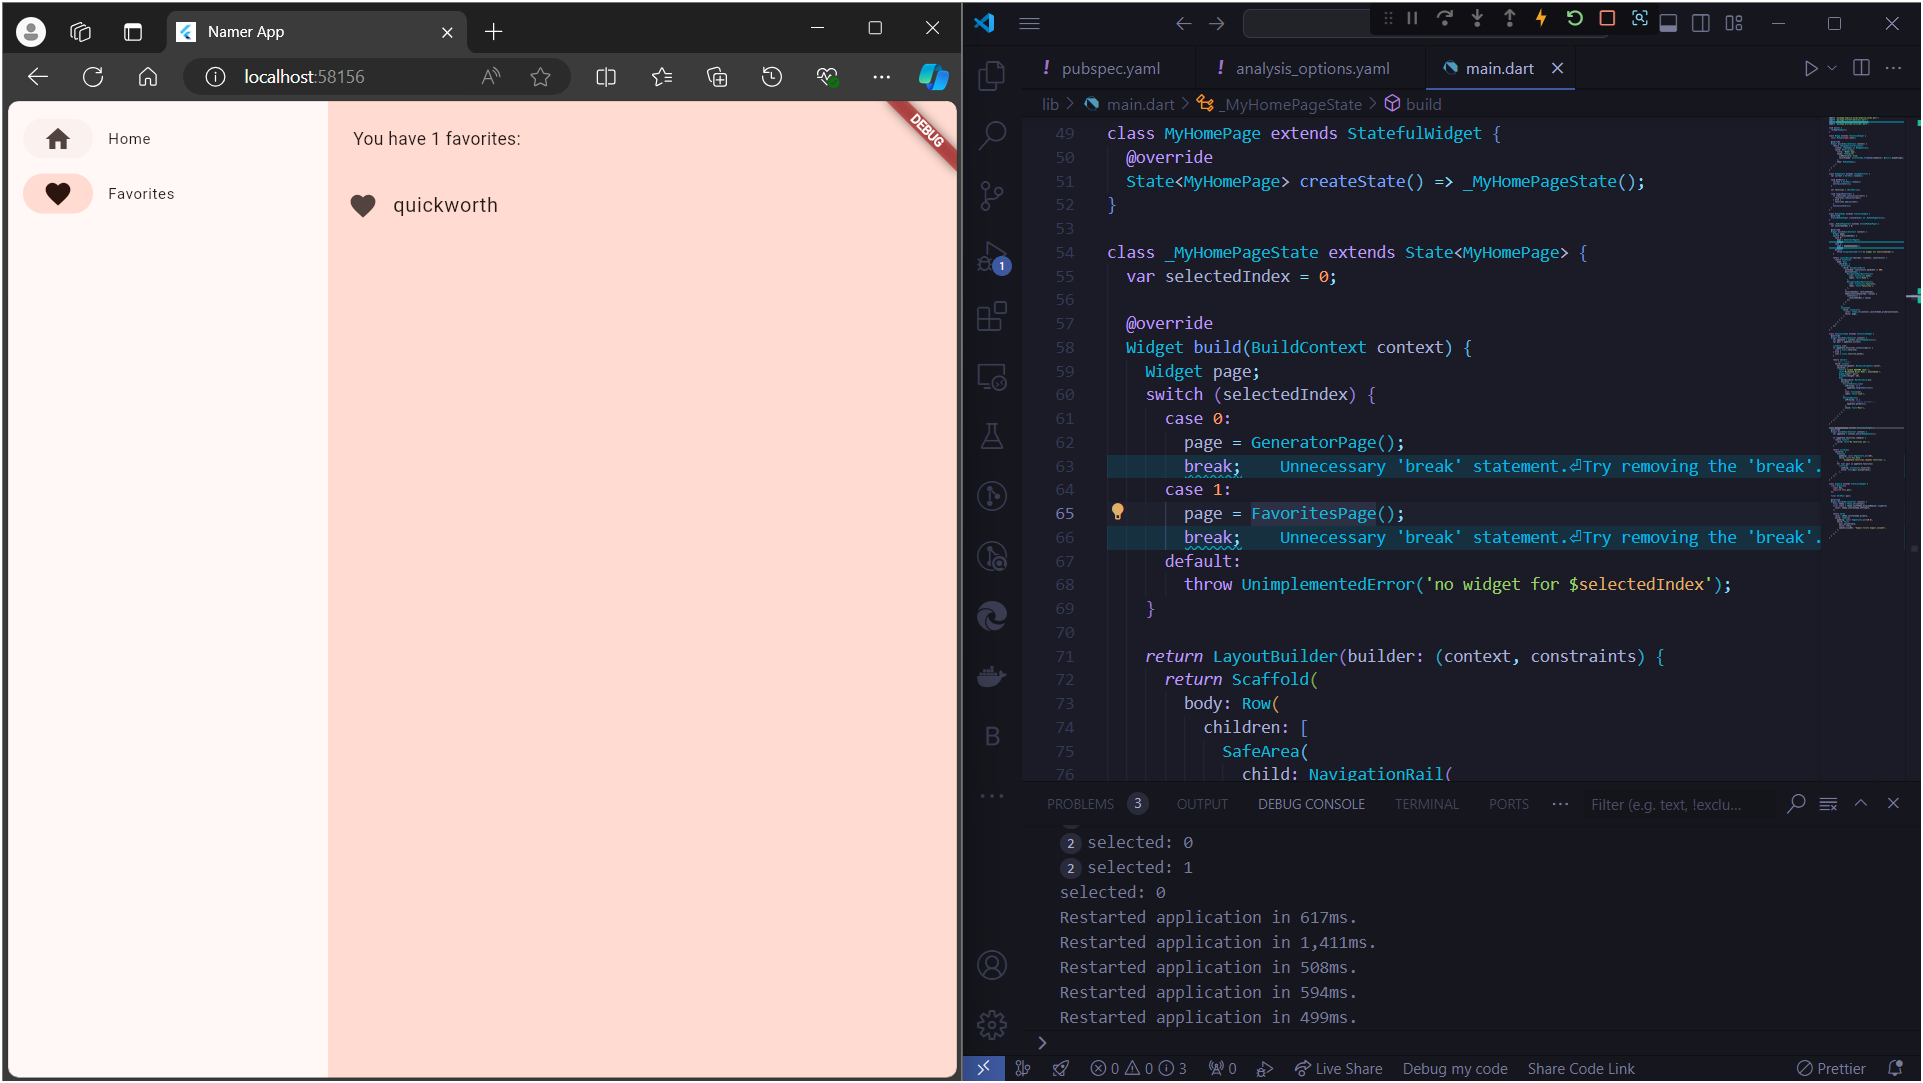 Namer App
localhost:58156
Home
Favorites
You have 1 favorites:
quickworth
DEBUG
pubspec.yaml
analysis_options.yaml
main.dart
lib > main.dart > _MyHomePageState > build
49 class MyHomePage extends StatefulWidget {
50 @override
51 State<MyHomePage> createState() => _MyHomePageState();
52 }
53
54 class _MyHomePageState extends State<MyHomePage> {
55 var selectedIndex = 0;
56
57 @override
58 Widget build(BuildContext context) {
59 Widget page;
60 switch (selectedIndex) {
61 case 0:
62 page = GeneratorPage();
63 break; Unnecessary 'break' statement.⏎Try removing the 'break'.
64 case 1:
65 page = FavoritesPage();
66 break; Unnecessary 'break' statement.⏎Try removing the 'break'.
67 default:
68 throw UnimplementedError('no widget for $selectedIndex');
69 }
70
71 return LayoutBuilder(builder: (context, constraints) {
72 return Scaffold(
73 body: Row(
74 children: [
75 SafeArea(
76 child: NavigationRail(
1
B
PROBLEMS 3 OUTPUT DEBUG CONSOLE TERMINAL PORTS ··· Filter (e.g. text, !exclu...
2 selected: 0
2 selected: 1
selected: 0
Restarted application in 617ms.
Restarted application in 1,411ms.
Restarted application in 508ms.
Restarted application in 594ms.
Restarted application in 499ms.
>
0 0 3 0 Live Share Debug my code Share Code Link Prettier